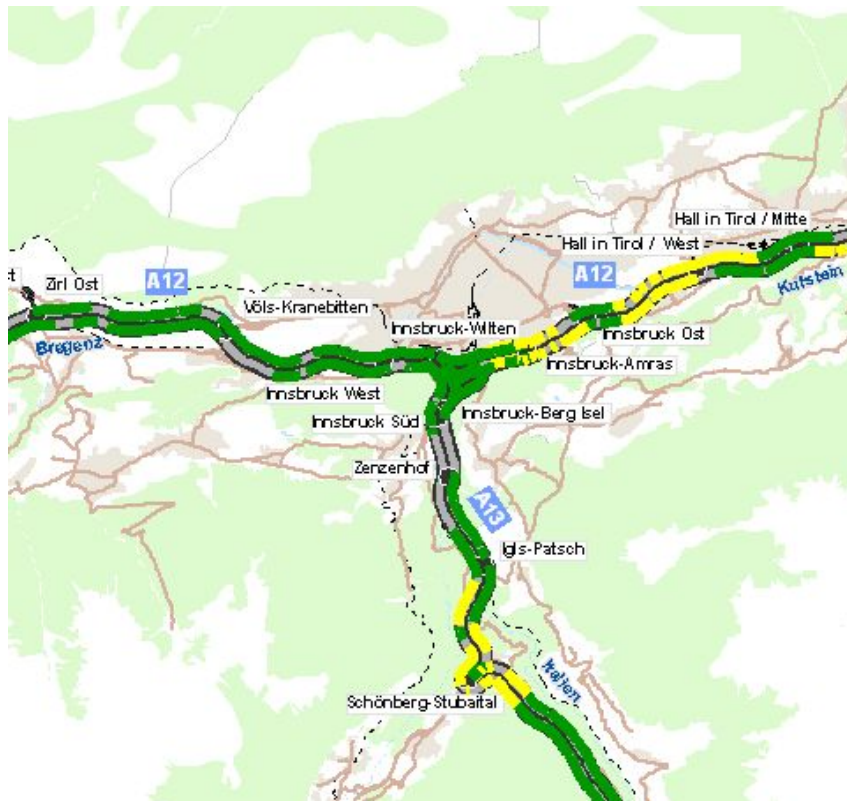 Hall in Tirol / Mitte
Hall in Tirol / West
A12
A12
Zirl Ost
Kufstein
Völs-Kranebitten
Innsbruck-Wilten
Innsbruck Ost
Bregenz
Innsbruck-Amras
Innsbruck West
Innsbruck-Berg Isel
Innsbruck Süd
Zenzenhof
A13
Igls-Patsch
Italien
Schönberg-Stubaital